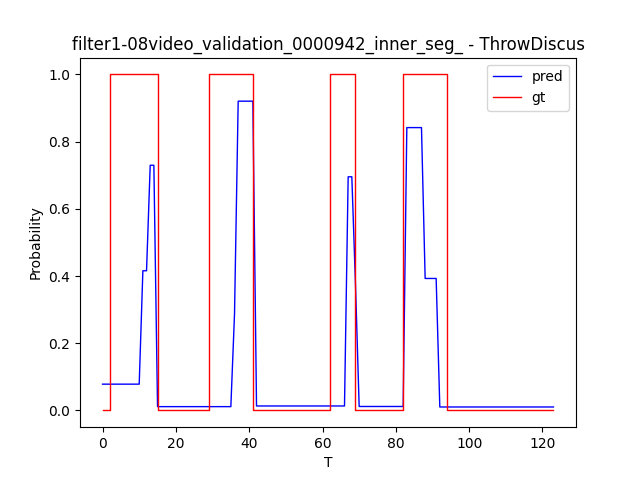 filter1-08video_validation_0000942_inner_seg_ - ThrowDiscus
pred
gt
1.0
0.8
0.6
0.4
0.2
0.0
Probability
0 20 40 60 80 100 120
T